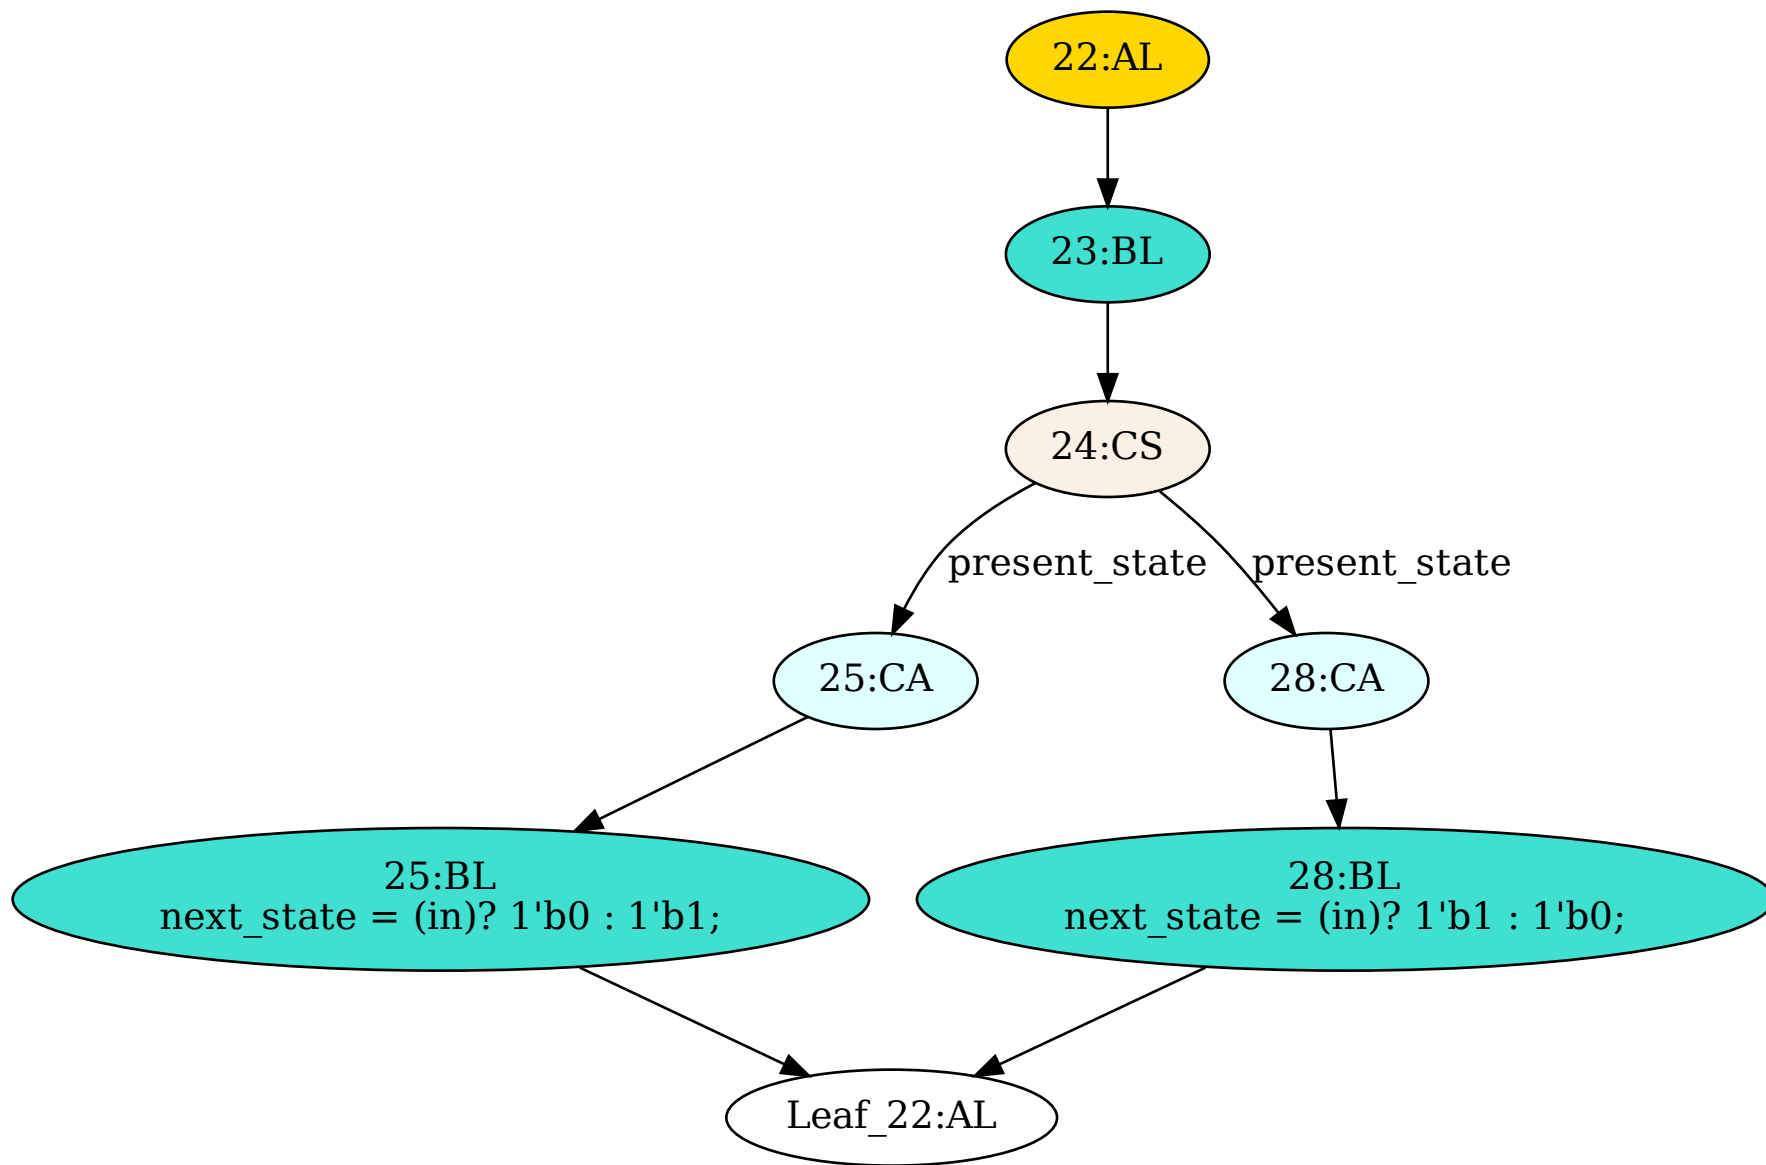 22:AL
23:BL
24:CS
present_state
present_state
25:CA
28:CA
25:BL
next_state = (in)? 1'b0 : 1'b1;
28:BL
next_state = (in)? 1'b1 : 1'b0;
Leaf_22:AL